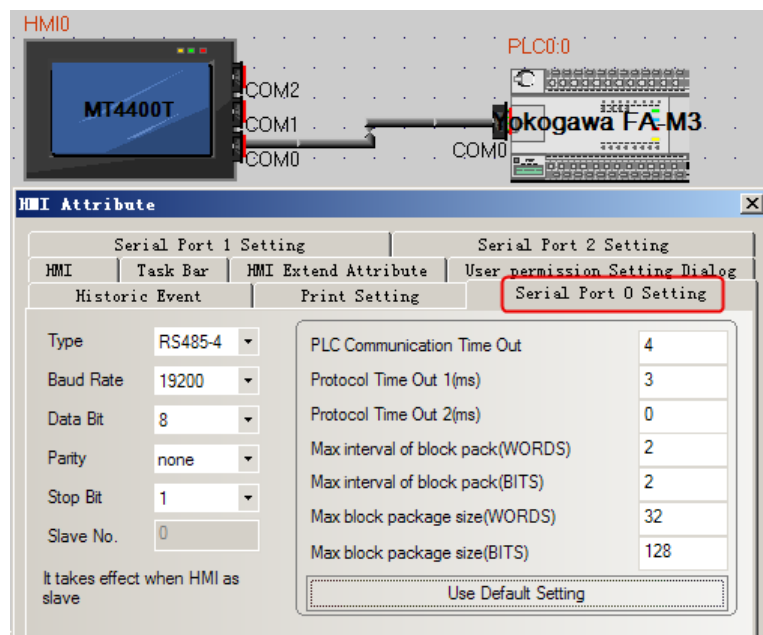 HMI0
PLC0:0
COM2
MT4400T
COM1
Yokogawa FA-M3
COM0
COM0
HMI Attribute
Serial Port 1 Setting
Serial Port 2 Setting
HMI
Task Bar
HMI Extend Attribute
User permission Setting Dialog
Historic Event
Print Setting
Serial Port 0 Setting
Type RS485-4
Baud Rate 19200
Data Bit 8
Parity none
Stop Bit 1
Slave No. 0
It takes effect when HMI as
slave
PLC Communication Time Out 4
Protocol Time Out 1(ms) 3
Protocol Time Out 2(ms) 0
Max interval of block pack(WORDS) 2
Max interval of block pack(BITS) 2
Max block package size(WORDS) 32
Max block package size(BITS) 128
Use Default Setting